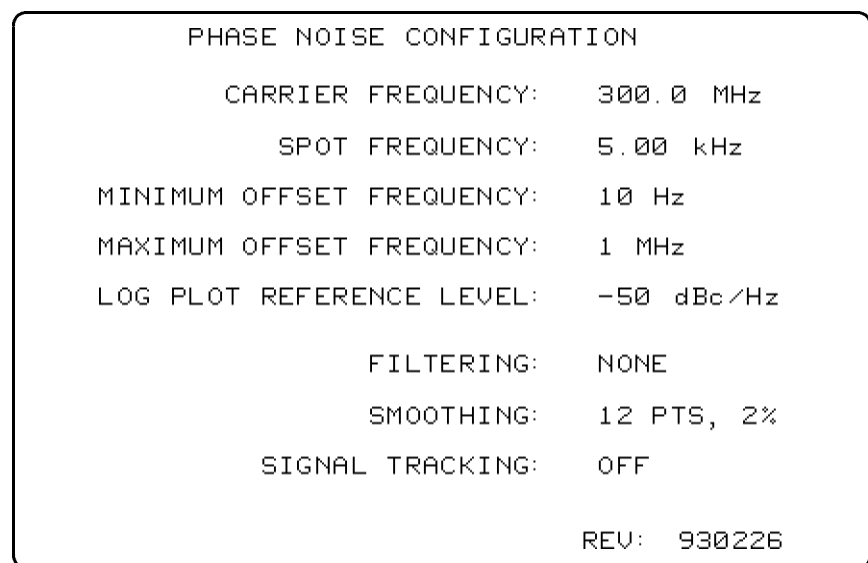 PHASE NOISE CONFIGURATION
CARRIER FREQUENCY: 300.0 MHz
SPOT FREQUENCY: 5.00 kHz
MINIMUM OFFSET FREQUENCY: 10 Hz
MAXIMUM OFFSET FREQUENCY: 1 MHz
LOG PLOT REFERENCE LEVEL: -50 dBc/Hz
FILTERING: NONE
SMOOTHING: 12 PTS, 2%
SIGNAL TRACKING: OFF
REV: 930226